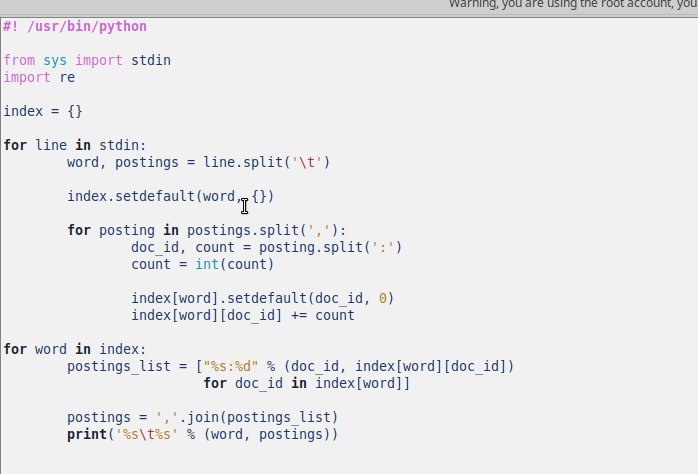 Warning, you are using the root account, you
#! /usr/bin/python

from sys import stdin
import re

index = {}

for line in stdin:
        word, postings = line.split('\t')

        index.setdefault(word, {})

        for posting in postings.split(','):
                doc_id, count = posting.split(':')
                count = int(count)

                index[word].setdefault(doc_id, 0)
                index[word][doc_id] += count

for word in index:
        postings_list = ["%s:%d" % (doc_id, index[word][doc_id])
                         for doc_id in index[word]]

        postings = ','.join(postings_list)
        print('%s\t%s' % (word, postings))